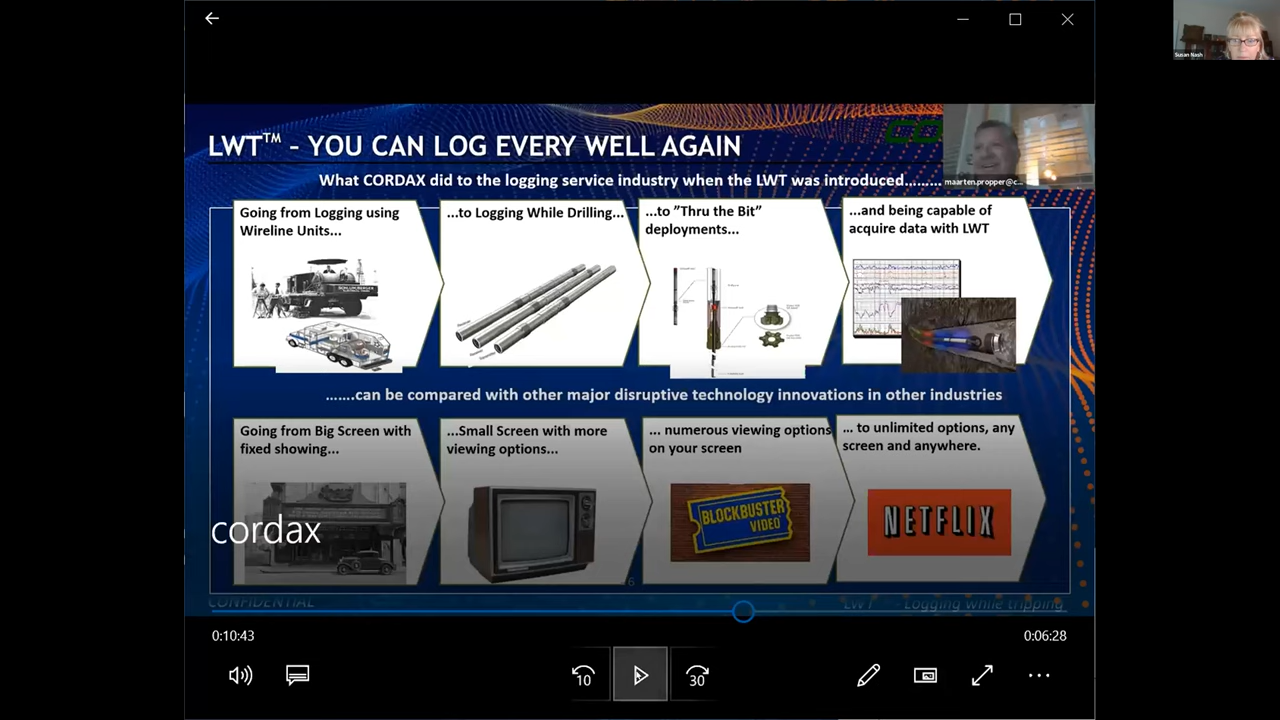 Susan Nash
LWT™ - YOU CAN LOG EVERY WELL AGAIN
CO
maarten.propper@c...
What CORDAX did to the logging service industry when the LWT was introduced.........
Going from Logging using
Wireline Units...
...to Logging While Drilling...
...to ”Thru the Bit”
deployments...
...and being capable of
acquire data with LWT
.......can be compared with other major disruptive technology innovations in other industries
Going from Big Screen with
fixed showing...
...Small Screen with more
viewing options...
... numerous viewing options
on your screen
... to unlimited options, any
screen and anywhere.
BLOCKBUSTER
VIDEO
NETFLIX
cordax
6
CONFIDENTIAL
LWT
Logging while tripping
0:10:43
0:06:28
10
30